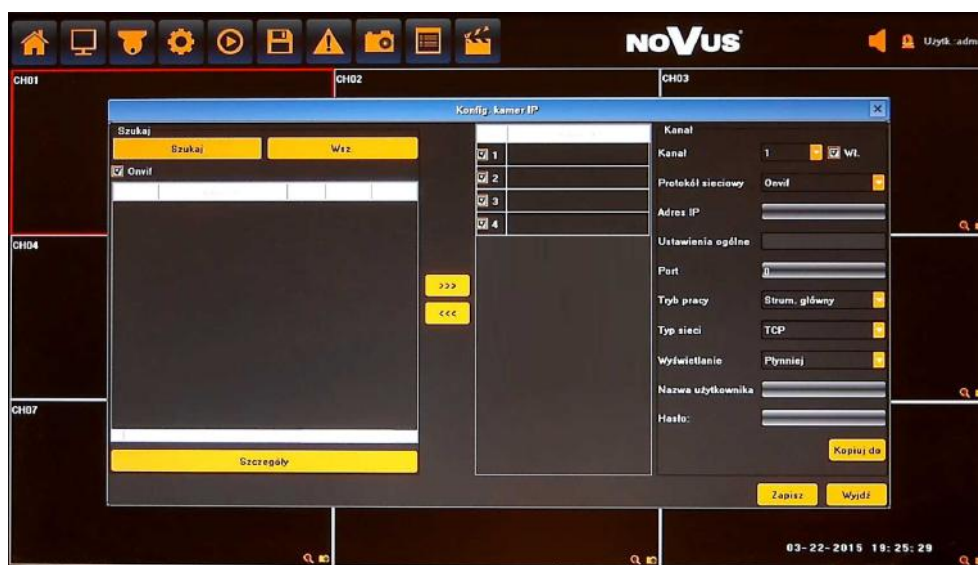 NOVUS
Użytk.:adm
CH01
CH02
CH03
Konfig. kamer IP
Szukaj
Szukaj
Wsz.
Onvif
1
2
3
4
>>>
<<<
Szczegóły
Kanał
Kanał 1 Wł.
Protokół sieciowy Onvif
Adres IP
Ustawienia ogólne
Port 0
Tryb pracy Strum. główny
Typ sieci TCP
Wyświetlanie Płynniej
Nazwa użytkownika
Hasło:
Kopiuj do
Zapisz
Wyjdź
CH04
CH07
03-22-2015 19:25:29